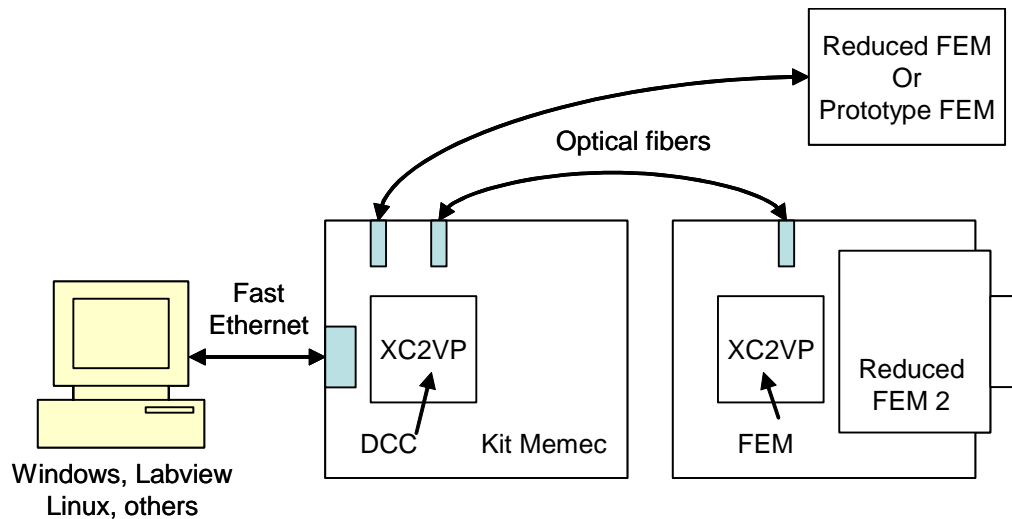 Reduced FEM
Or
Prototype FEM
Optical fibers
Fast
Ethernet
XC2VP
DCC
Kit Memec
XC2VP
FEM
Reduced
FEM 2
Windows, Labview
Linux, others